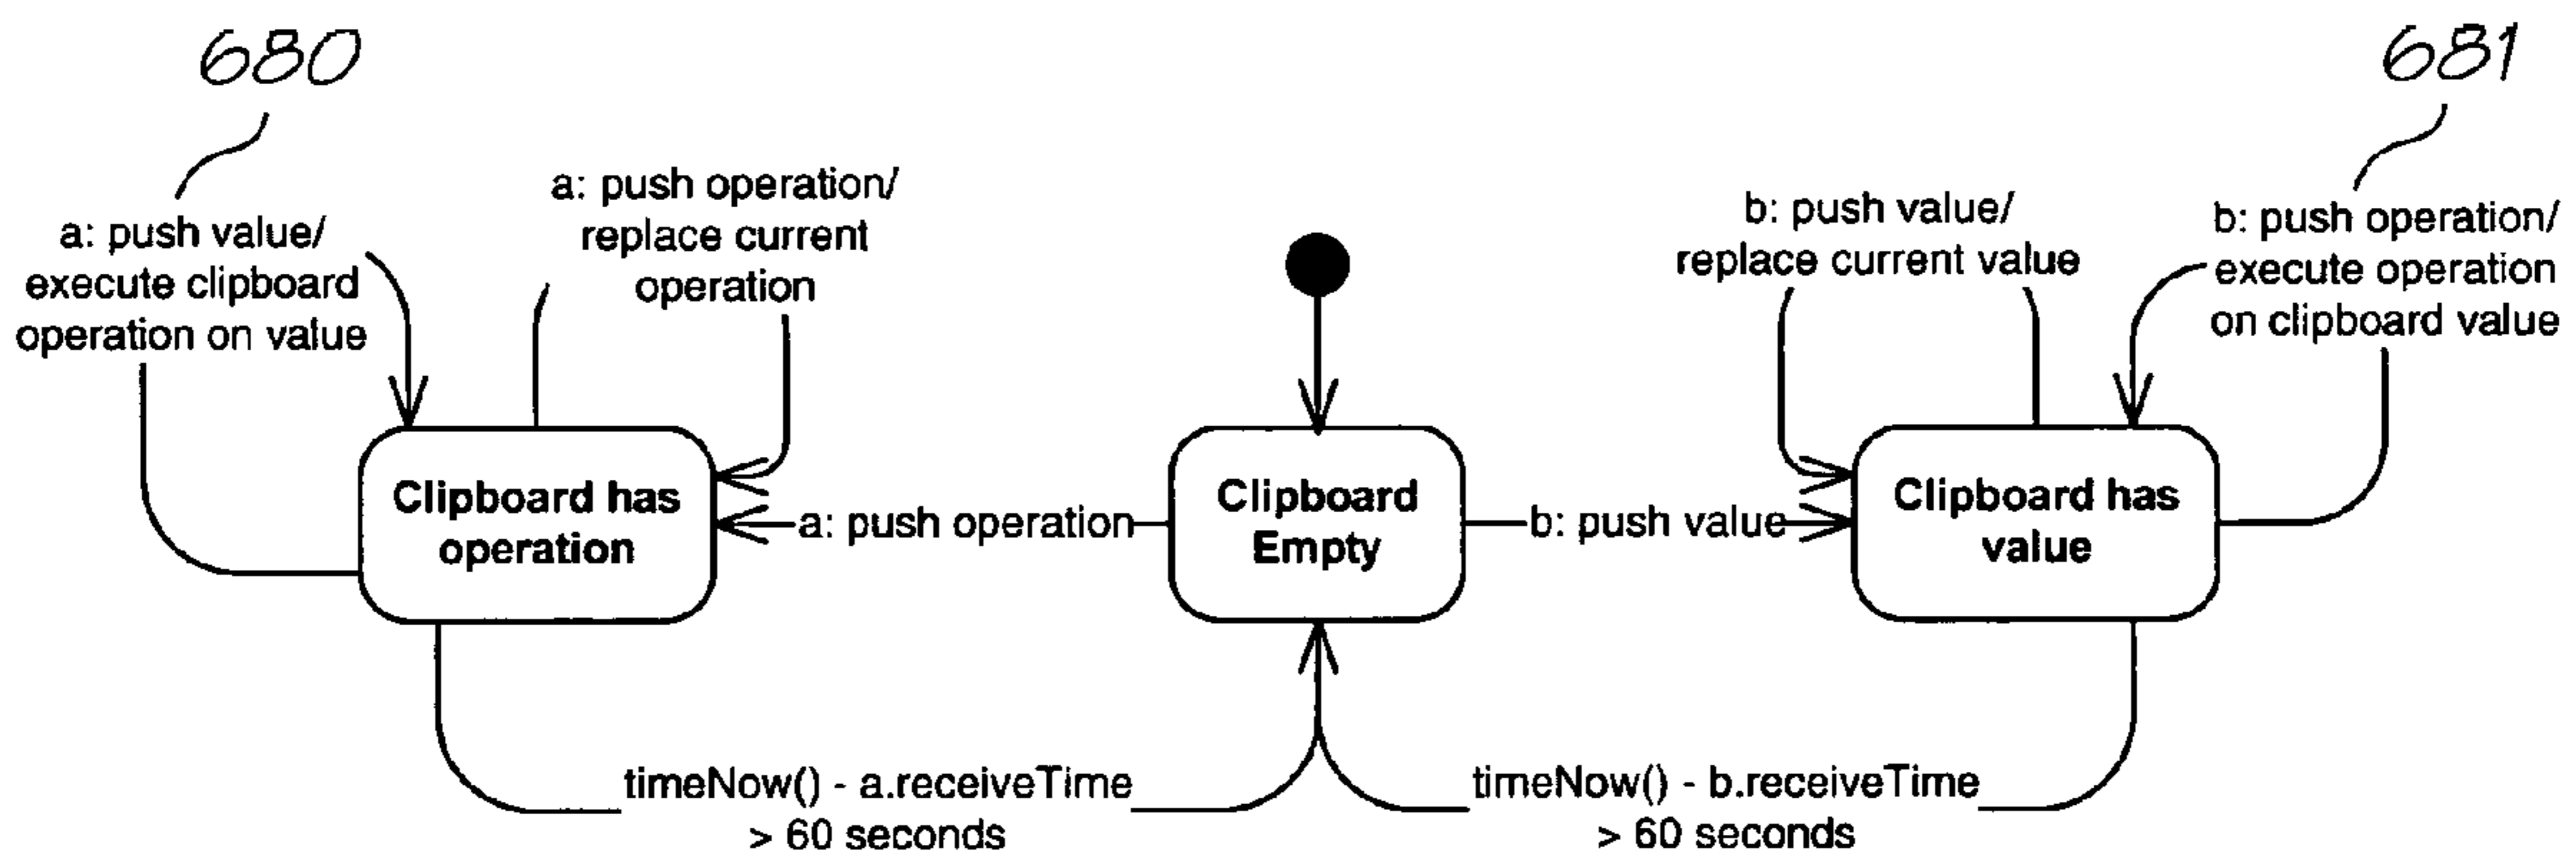 680
681
a: push value/
execute clipboard
operation on value
a: push operation/
replace current
operation
b: push value/
replace current value
b: push operation/
execute operation
on clipboard value
Clipboard has
operation
a: push operation
Clipboard
Empty
b: push value
Clipboard has
value
timeNow() - a.receiveTime
> 60 seconds
timeNow() - b.receiveTime
> 60 seconds